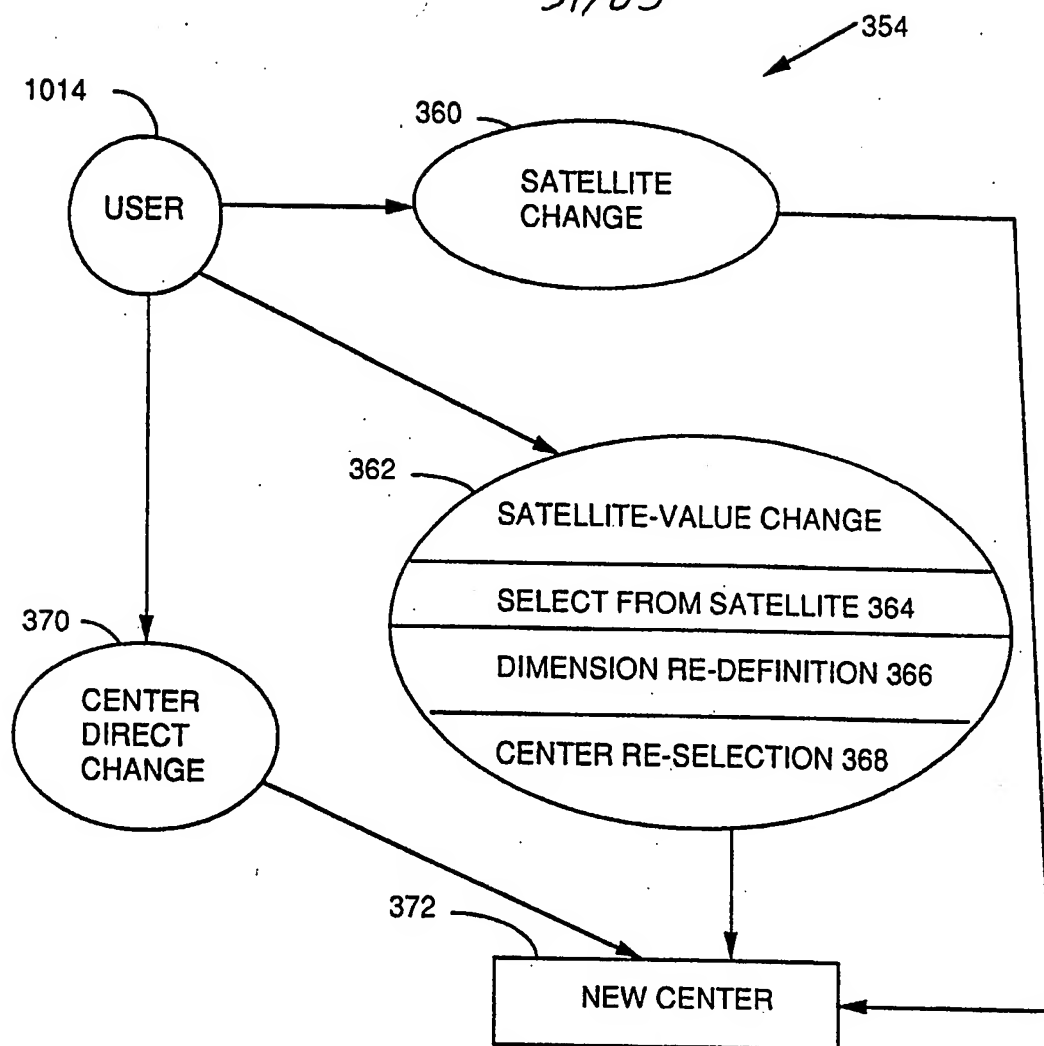 354
1014
360
USER
SATELLITE
CHANGE
362
SATELLITE-VALUE CHANGE
SELECT FROM SATELLITE 364
DIMENSION RE-DEFINITION 366
CENTER RE-SELECTION 368
370
CENTER
DIRECT
CHANGE
372
NEW CENTER